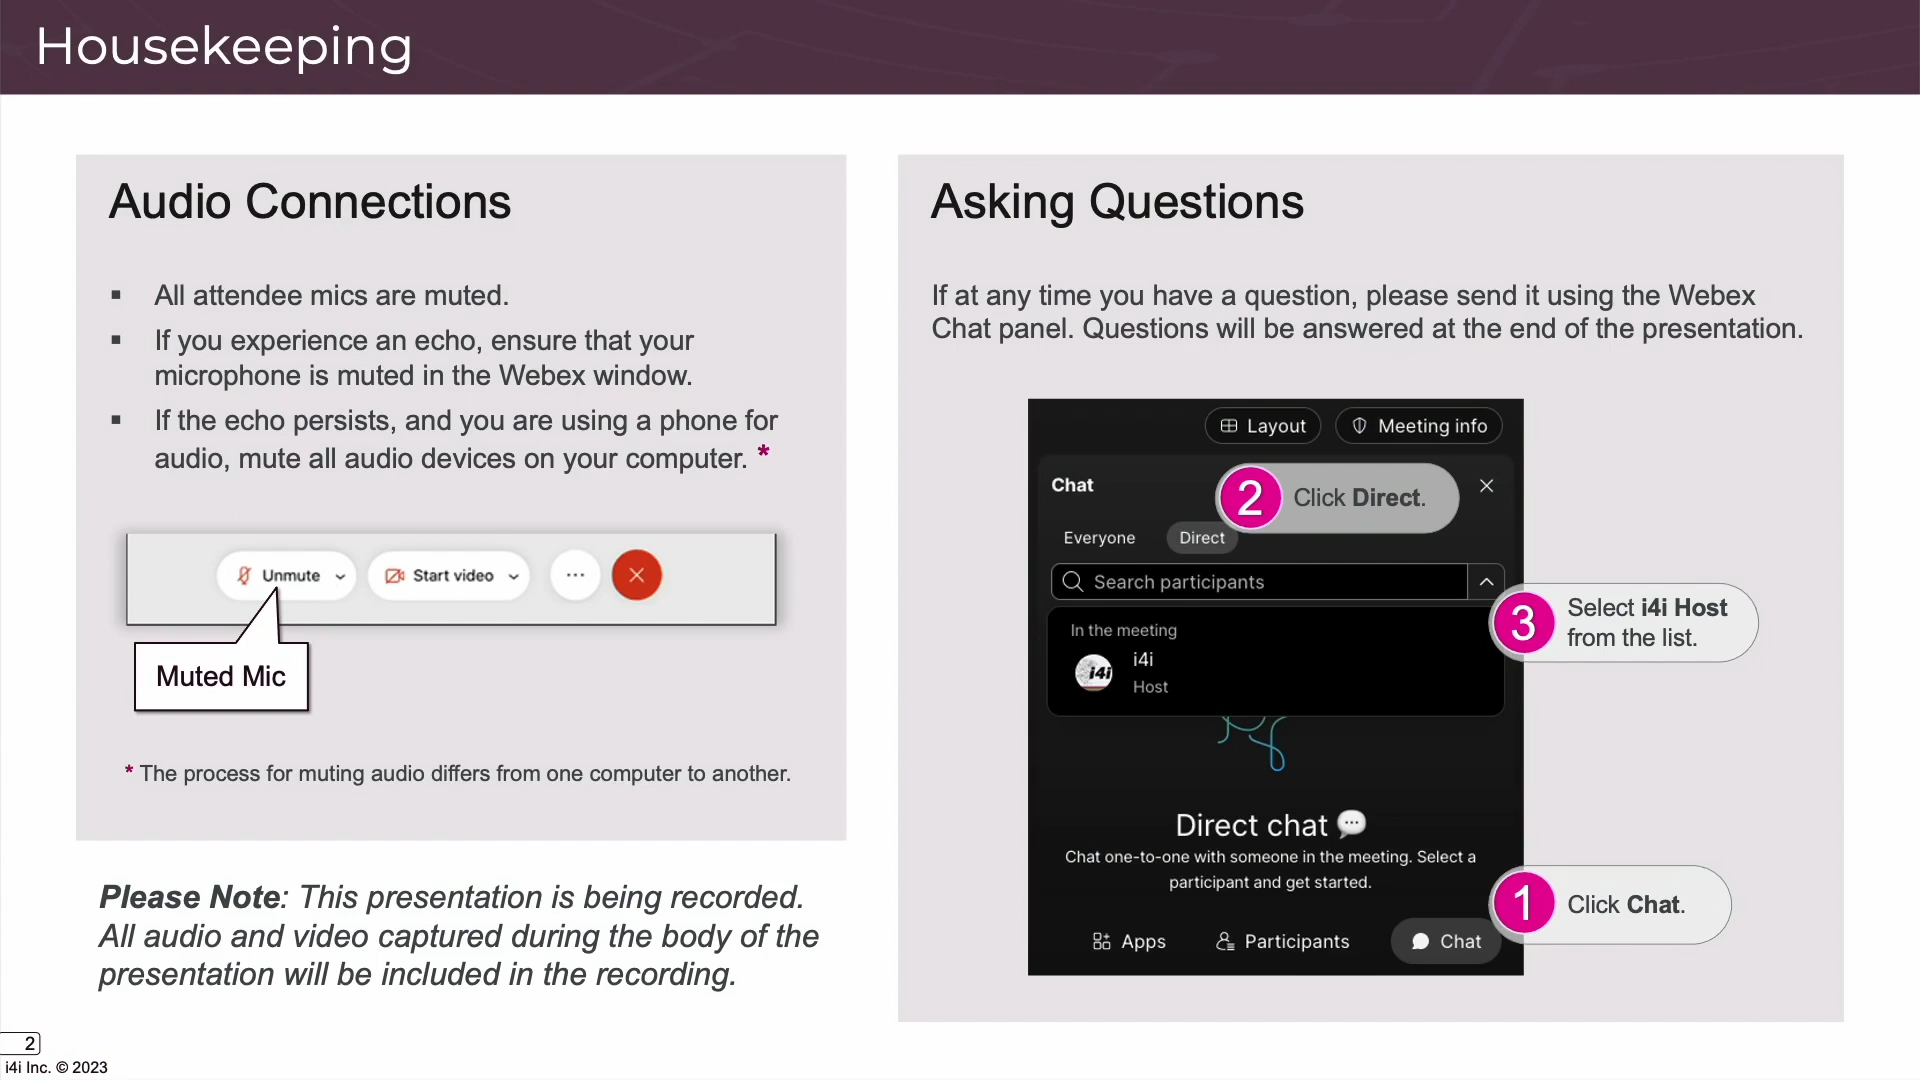 Housekeeping
Audio Connections
▪ All attendee mics are muted.
▪ If you experience an echo, ensure that your
microphone is muted in the Webex window.
▪ If the echo persists, and you are using a phone for
audio, mute all audio devices on your computer. *
Unmute
Start video
Muted Mic
* The process for muting audio differs from one computer to another.
Please Note: This presentation is being recorded.
All audio and video captured during the body of the
presentation will be included in the recording.
Asking Questions
If at any time you have a question, please send it using the Webex
Chat panel. Questions will be answered at the end of the presentation.
Layout
Meeting info
Chat
2 Click Direct.
Everyone
Direct
Search participants
3 Select i4i Host
from the list.
In the meeting
i4i
i4i
Host
Direct chat
Chat one-to-one with someone in the meeting. Select a
participant and get started.
1 Click Chat.
Apps
Participants
Chat
2
i4i Inc. © 2023